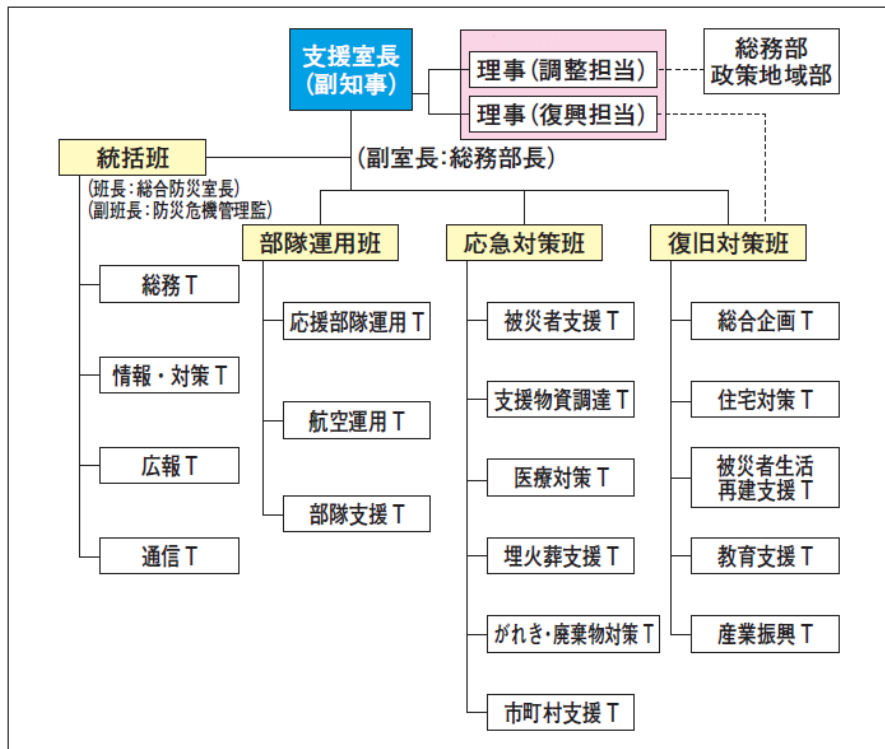 支援室長
(副知事)
理事(調整担当)
理事(復興担当)
総務部
政策地域部
統括班
(班長:総合防災室長)
(副班長:防災危機管理監)
(副室長:総務部長)
部隊運用班
応急対策班
復旧対策班
総務T
情報・対策T
広報T
通信T
応援部隊運用T
航空運用T
部隊支援T
被災者支援T
支援物資調達T
医療対策T
埋火葬支援T
がれき・廃棄物対策T
市町村支援T
総合企画T
住宅対策T
被災者生活
再建支援T
教育支援T
産業振興T